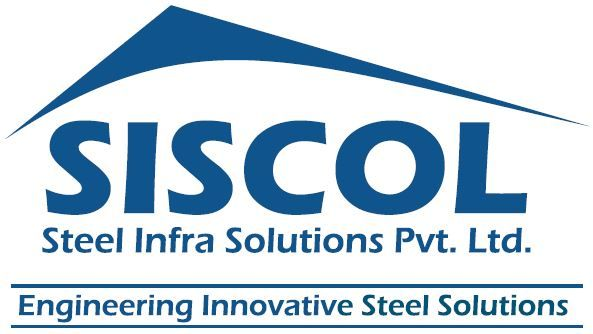 SISCOL
Steel Infra Solutions Pvt. Ltd.
Engineering Innovative Steel Solutions